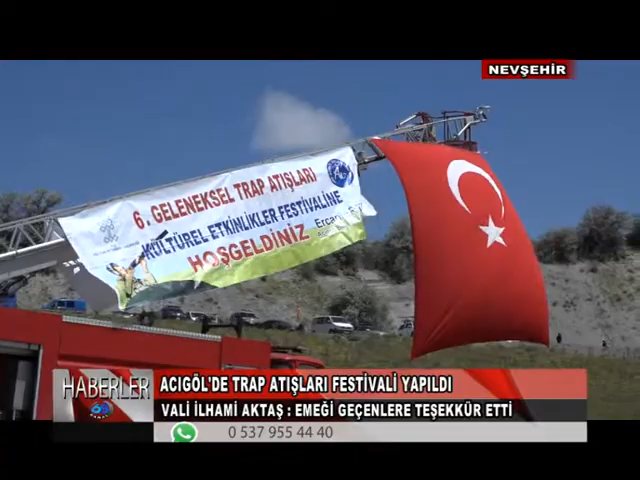 NEVŞEHİR
6. GELENEKSEL TRAP ATIŞLARI
KÜLTÜREL ETKİNLİKLER FESTİVALİNE
HOŞGELDİNİZ
HABERLER
ACIGÖL'DE TRAP ATIŞLARI FESTİVALİ YAPILDI
VALİ İLHAMİ AKTAŞ : EMEĞİ GEÇENLERE TEŞEKKÜR ETTİ
0 537 955 44 40